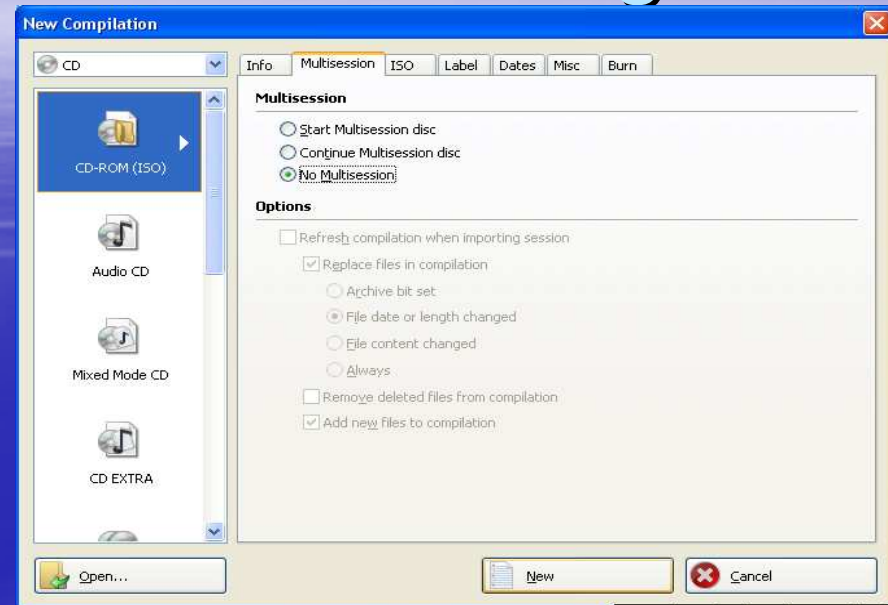 New Compilation
CD
CD-ROM (ISO)
Audio CD
Mixed Mode CD
CD EXTRA
Info Multisession ISO Label Dates Misc Burn
Multisession
Start Multisession disc
Continue Multisession disc
No Multisession
Options
Refresh compilation when importing session
Replace files in compilation
Archive bit set
File date or length changed
File content changed
Always
Remove deleted files from compilation
Add new files to compilation
Open... New Cancel